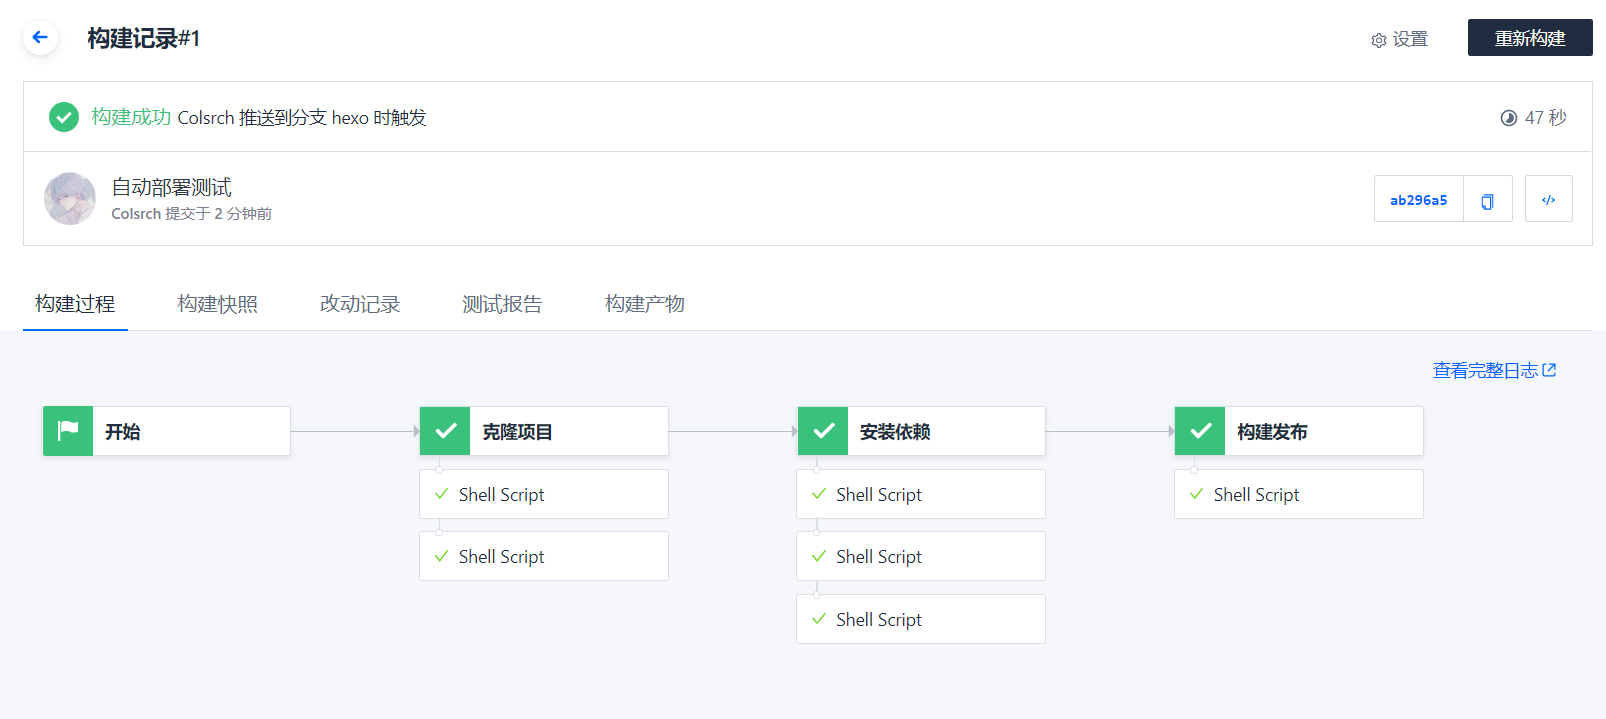 构建记录#1
设置
重新构建
构建成功 Colsrch 推送到分支 hexo 时触发
47 秒
自动部署测试
Colsrch 提交于 2 分钟前
ab296a5
</>
构建过程
构建快照
改动记录
测试报告
构建产物
查看完整日志
开始
克隆项目
安装依赖
构建发布
Shell Script
Shell Script
Shell Script
Shell Script
Shell Script
Shell Script